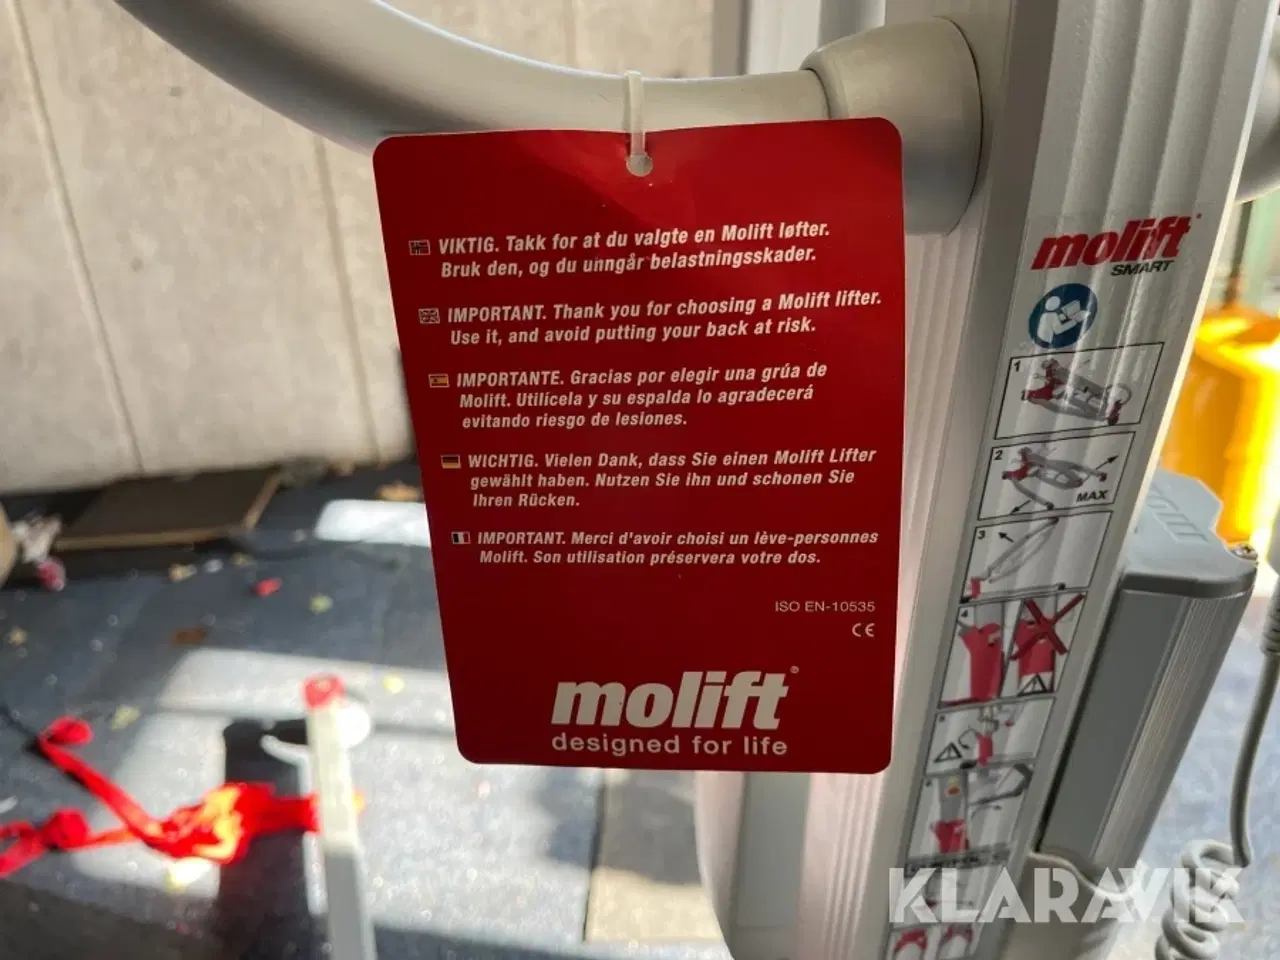 VIKTIG. Takk for at du valgte en Molift løfter.
Bruk den, og du unngår belastningsskader.
IMPORTANT. Thank you for choosing a Molift lifter.
Use it, and avoid putting your back at risk.
IMPORTANTE. Gracias por elegir una grúa de
Molift. Utilícela y su espalda lo agradecerá
evitando riesgo de lesiones.
WICHTIG. Vielen Dank, dass Sie einen Molift Lifter
gewählt haben. Nutzen Sie ihn und schonen Sie
Ihren Rücken.
IMPORTANT. Merci d'avoir choisi un lève-personnes
Molift. Son utilisation préservera votre dos.
ISO EN-10535
CE
molift®
designed for life
molift
SMART
1
2
MAX
3
4
KLARAVIK